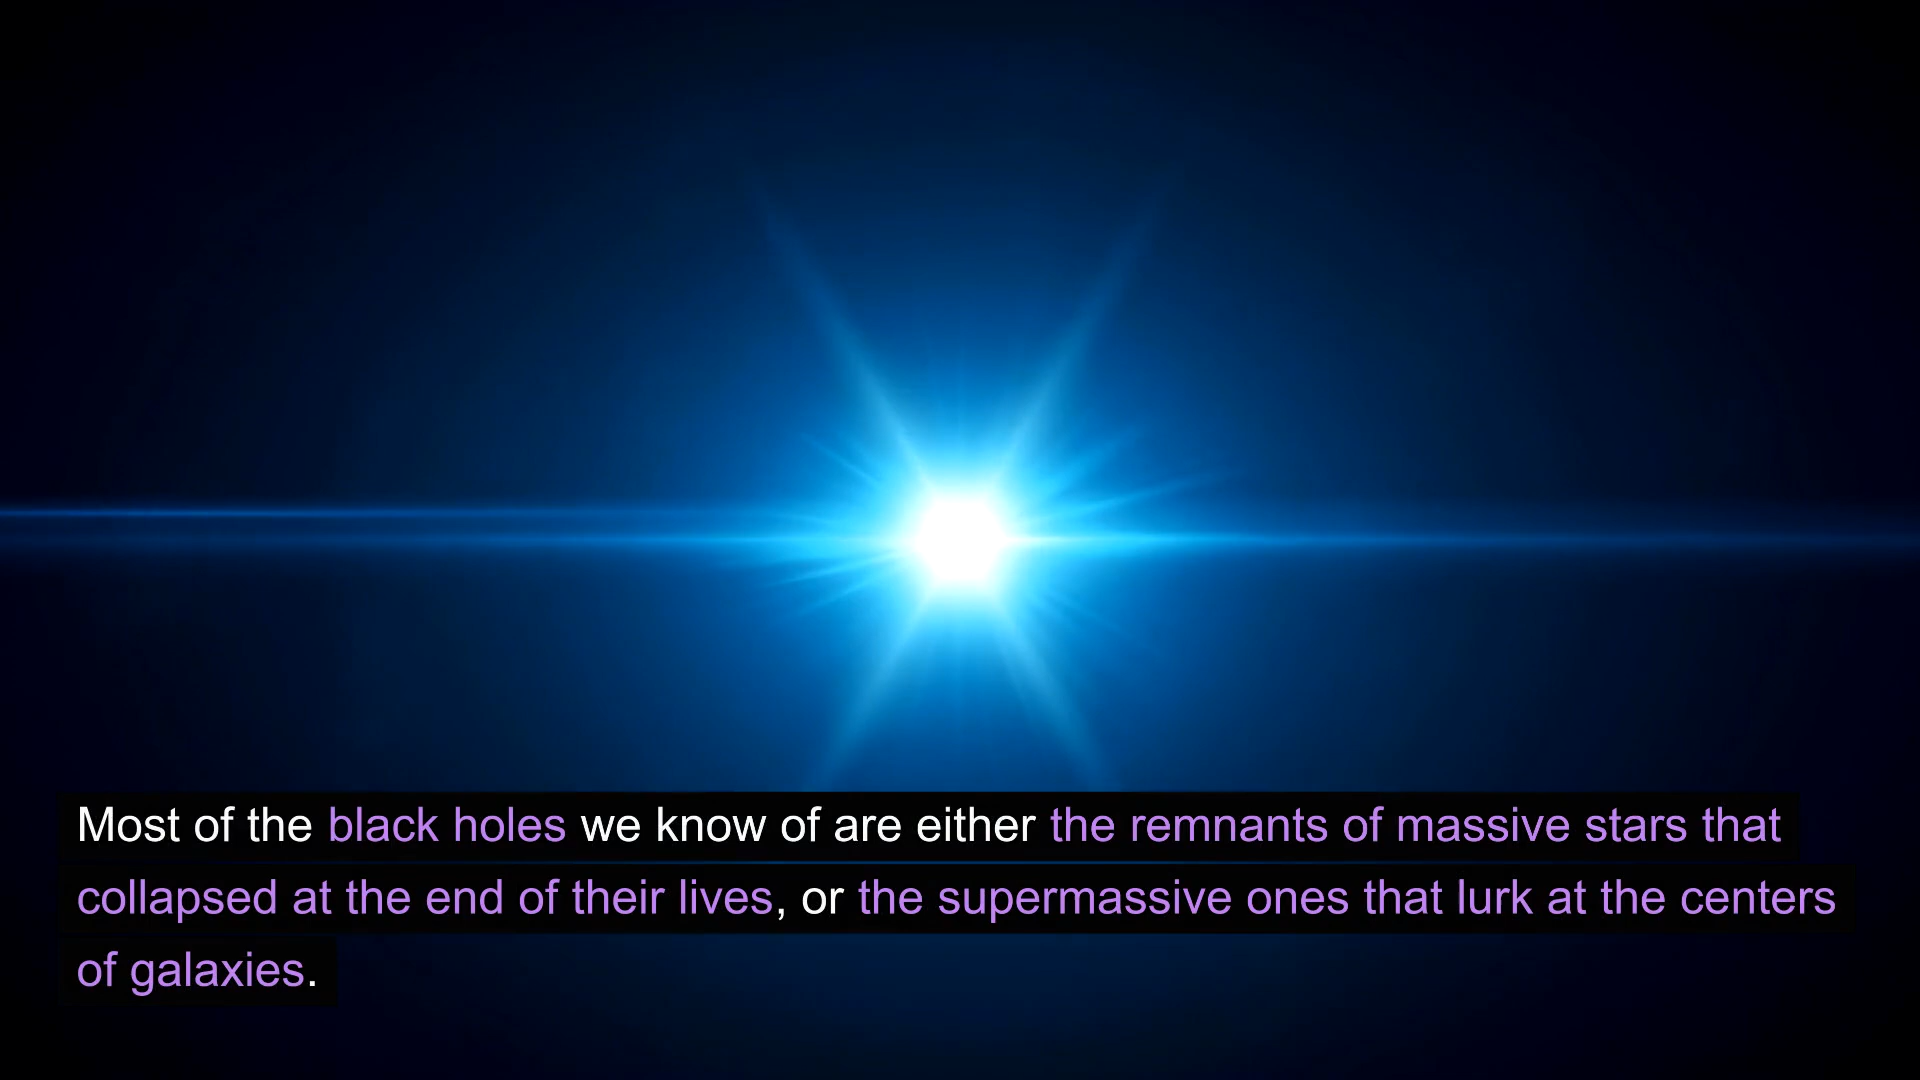 Most of the black holes we know of are either the remnants of massive stars that
collapsed at the end of their lives, or the supermassive ones that lurk at the centers
of galaxies.